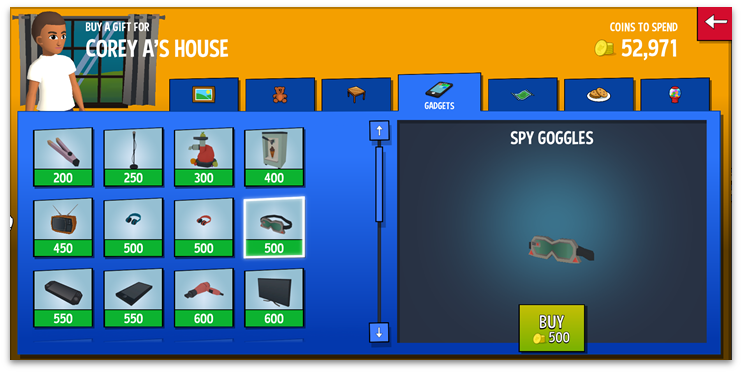 BUY A GIFT FOR
COREY A'S HOUSE
COINS TO SPEND
52,971
GADGETS
200
250
300
400
450
500
500
500
550
550
600
600
SPY GOGGLES
BUY
500